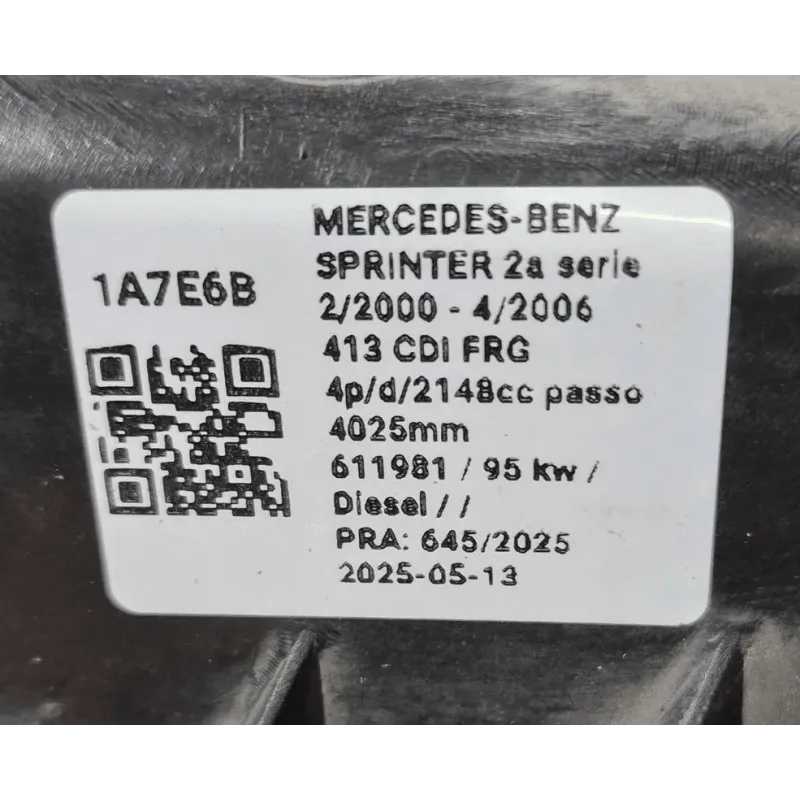 1A7E6B
MERCEDES-BENZ
SPRINTER 2a serie
2/2000 - 4/2006
413 CDI FRG
4p/d/2148cc passo
4025mm
611981 / 95 kw /
Diesel / /
PRA: 645/2025
2025-05-13